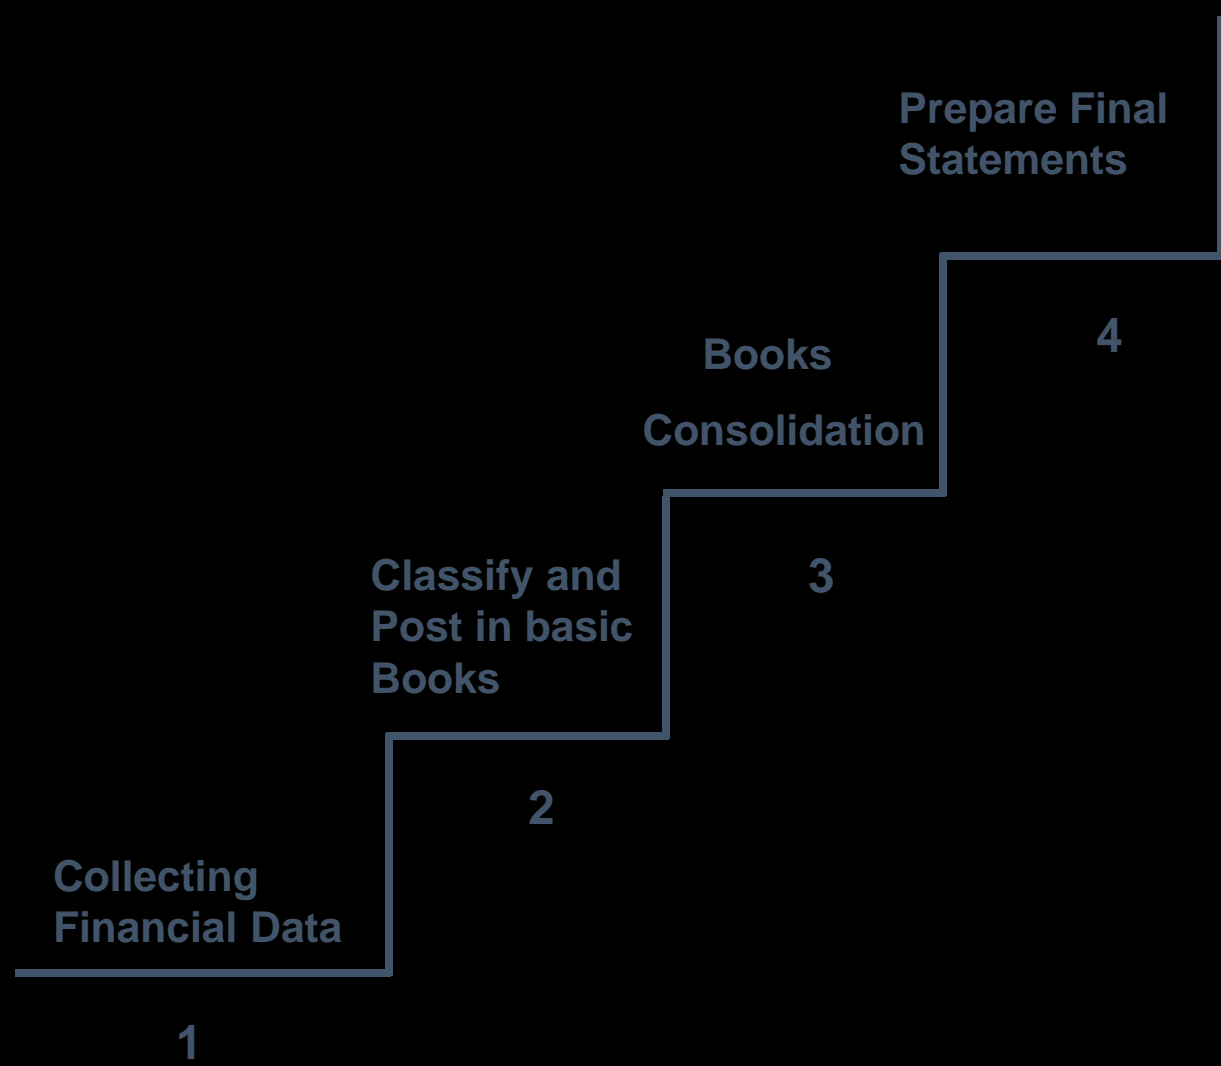 Prepare Final
Statements
4
Books
Consolidation
3
Classify and
Post in basic
Books
2
Collecting
Financial Data
1